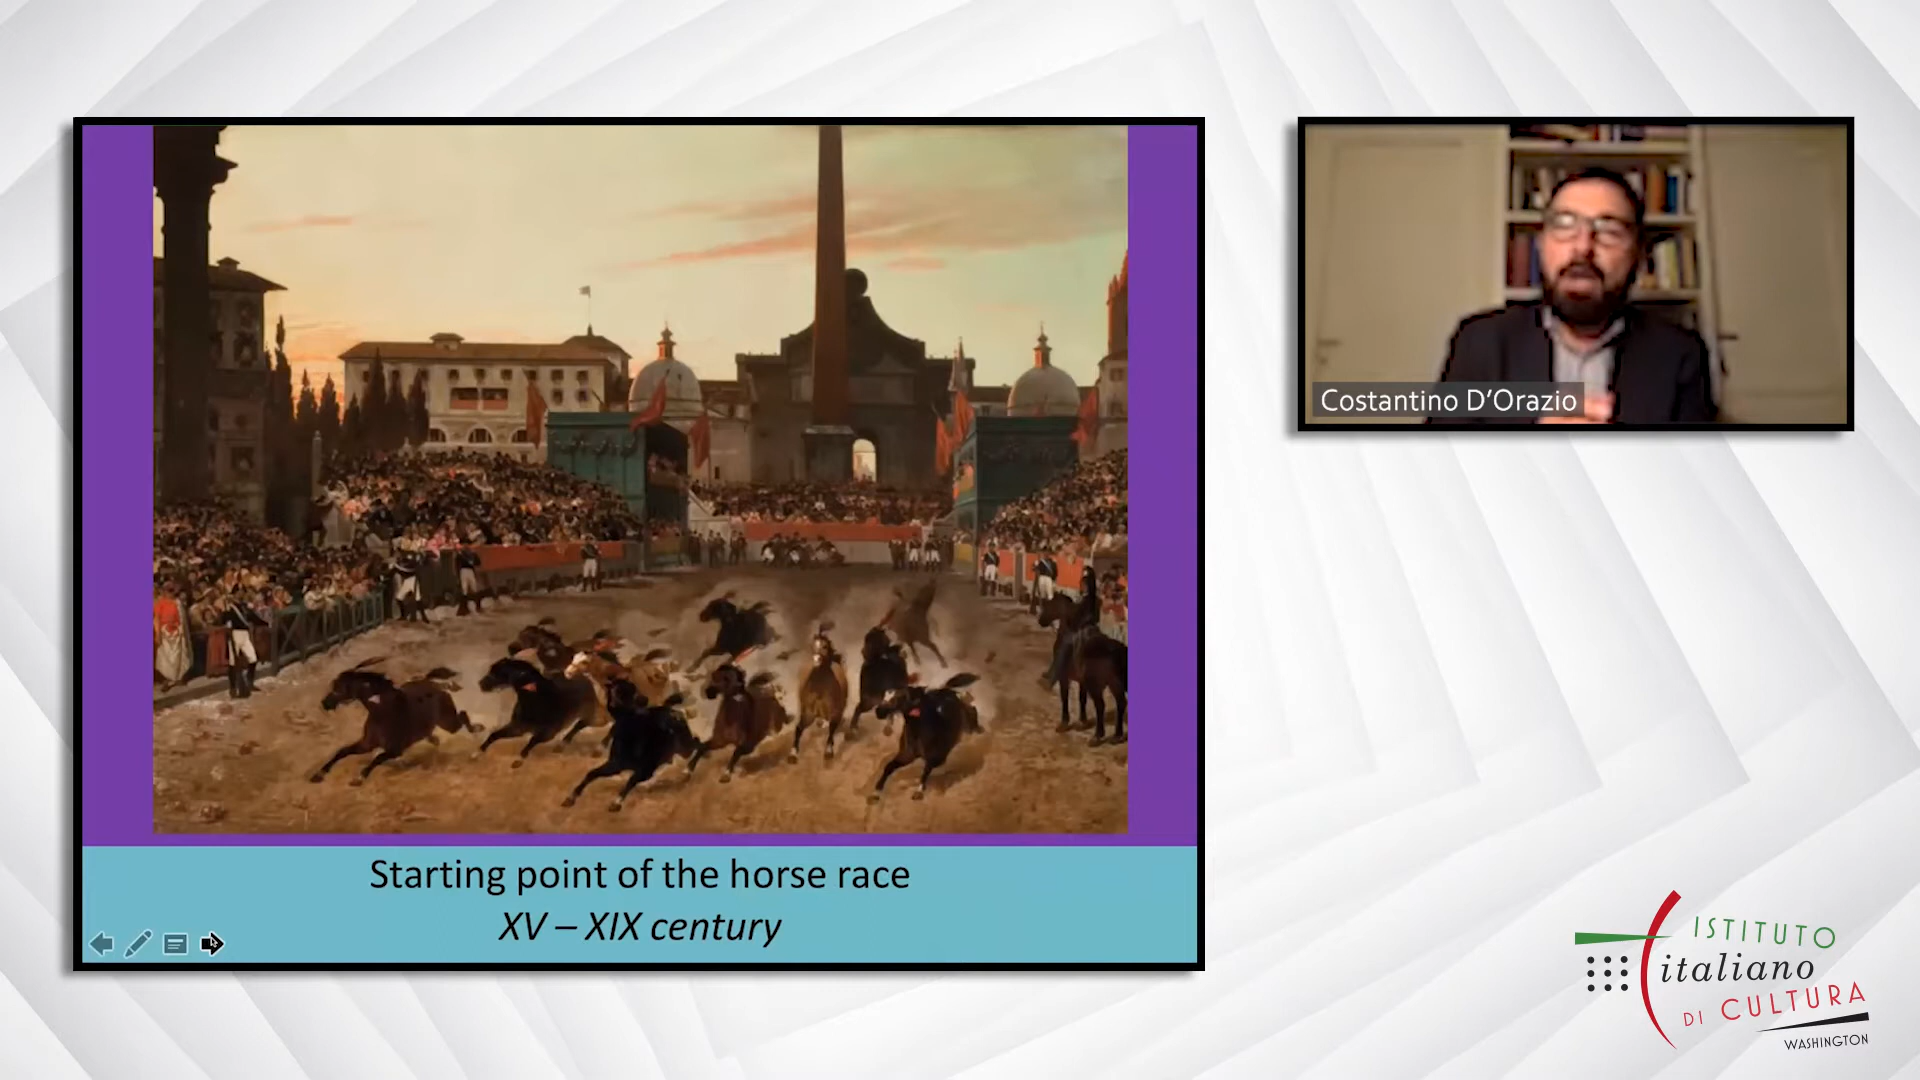 Costantino D’Orazio
Starting point of the horse race
XV – XIX century
ISTITUTO
italiano
DI CULTURA
WASHINGTON